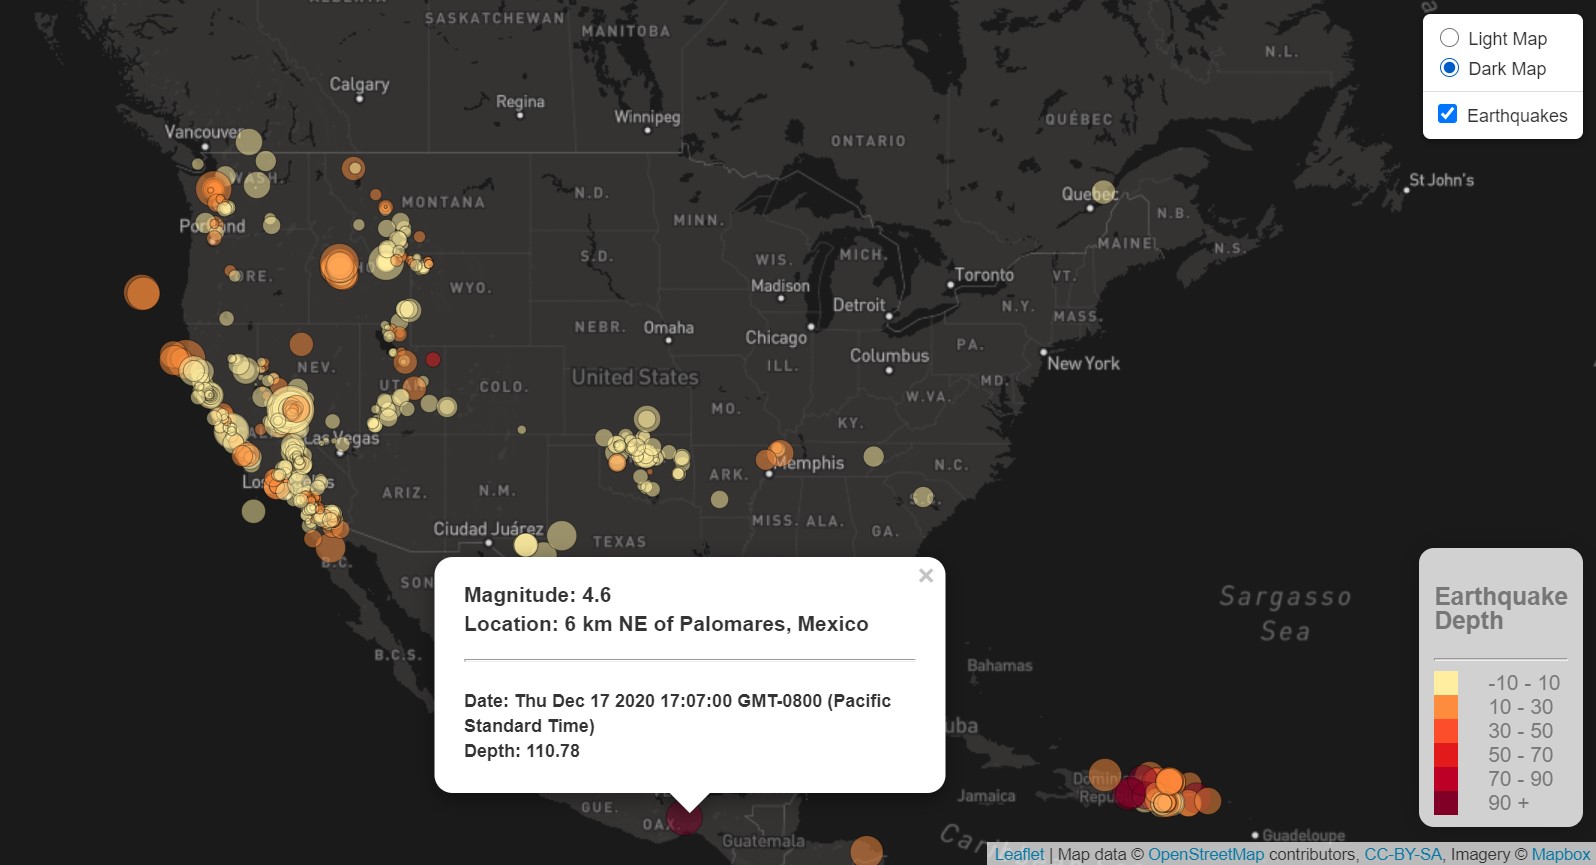 SASKATCHEWAN
MANITOBA
N.L.
Light Map
Dark Map
Earthquakes
Calgary
Regina
Winnipeg
ONTARIO
QUÉBEC
Vancouver
WASH.
St John's
Quebec
MONTANA
N.D.
MINN.
N.B.
MAINE
N.S.
Portland
ORE.
S.D.
WIS.
MICH.
Toronto
VT.
WYO.
Madison
Detroit
N.Y.
MASS.
NEBR.
Omaha
Chicago
Columbus
PA.
New York
NEV.
UTAH
COLO.
United States
ILL.
MD.
W.VA.
MO.
KY.
Las Vegas
Memphis
N.C.
Los Angeles
ARIZ.
N.M.
ARK.
S.C.
Ciudad Juárez
TEXAS
MISS.
ALA.
GA.
B.C.
SON
Magnitude: 4.6
Location: 6 km NE of Palomares, Mexico
Date: Thu Dec 17 2020 17:07:00 GMT-0800 (Pacific
Standard Time)
Depth: 110.78
×
B.C.S.
Sargasso
Sea
Bahamas
uba
Jamaica
Domini
Repu
GUE.
OAX.
Guatemala
Guadeloupe
Earthquake
Depth
-10 - 10
10 - 30
30 - 50
50 - 70
70 - 90
90 +
Leaflet | Map data © OpenStreetMap contributors, CC-BY-SA, Imagery © Mapbox